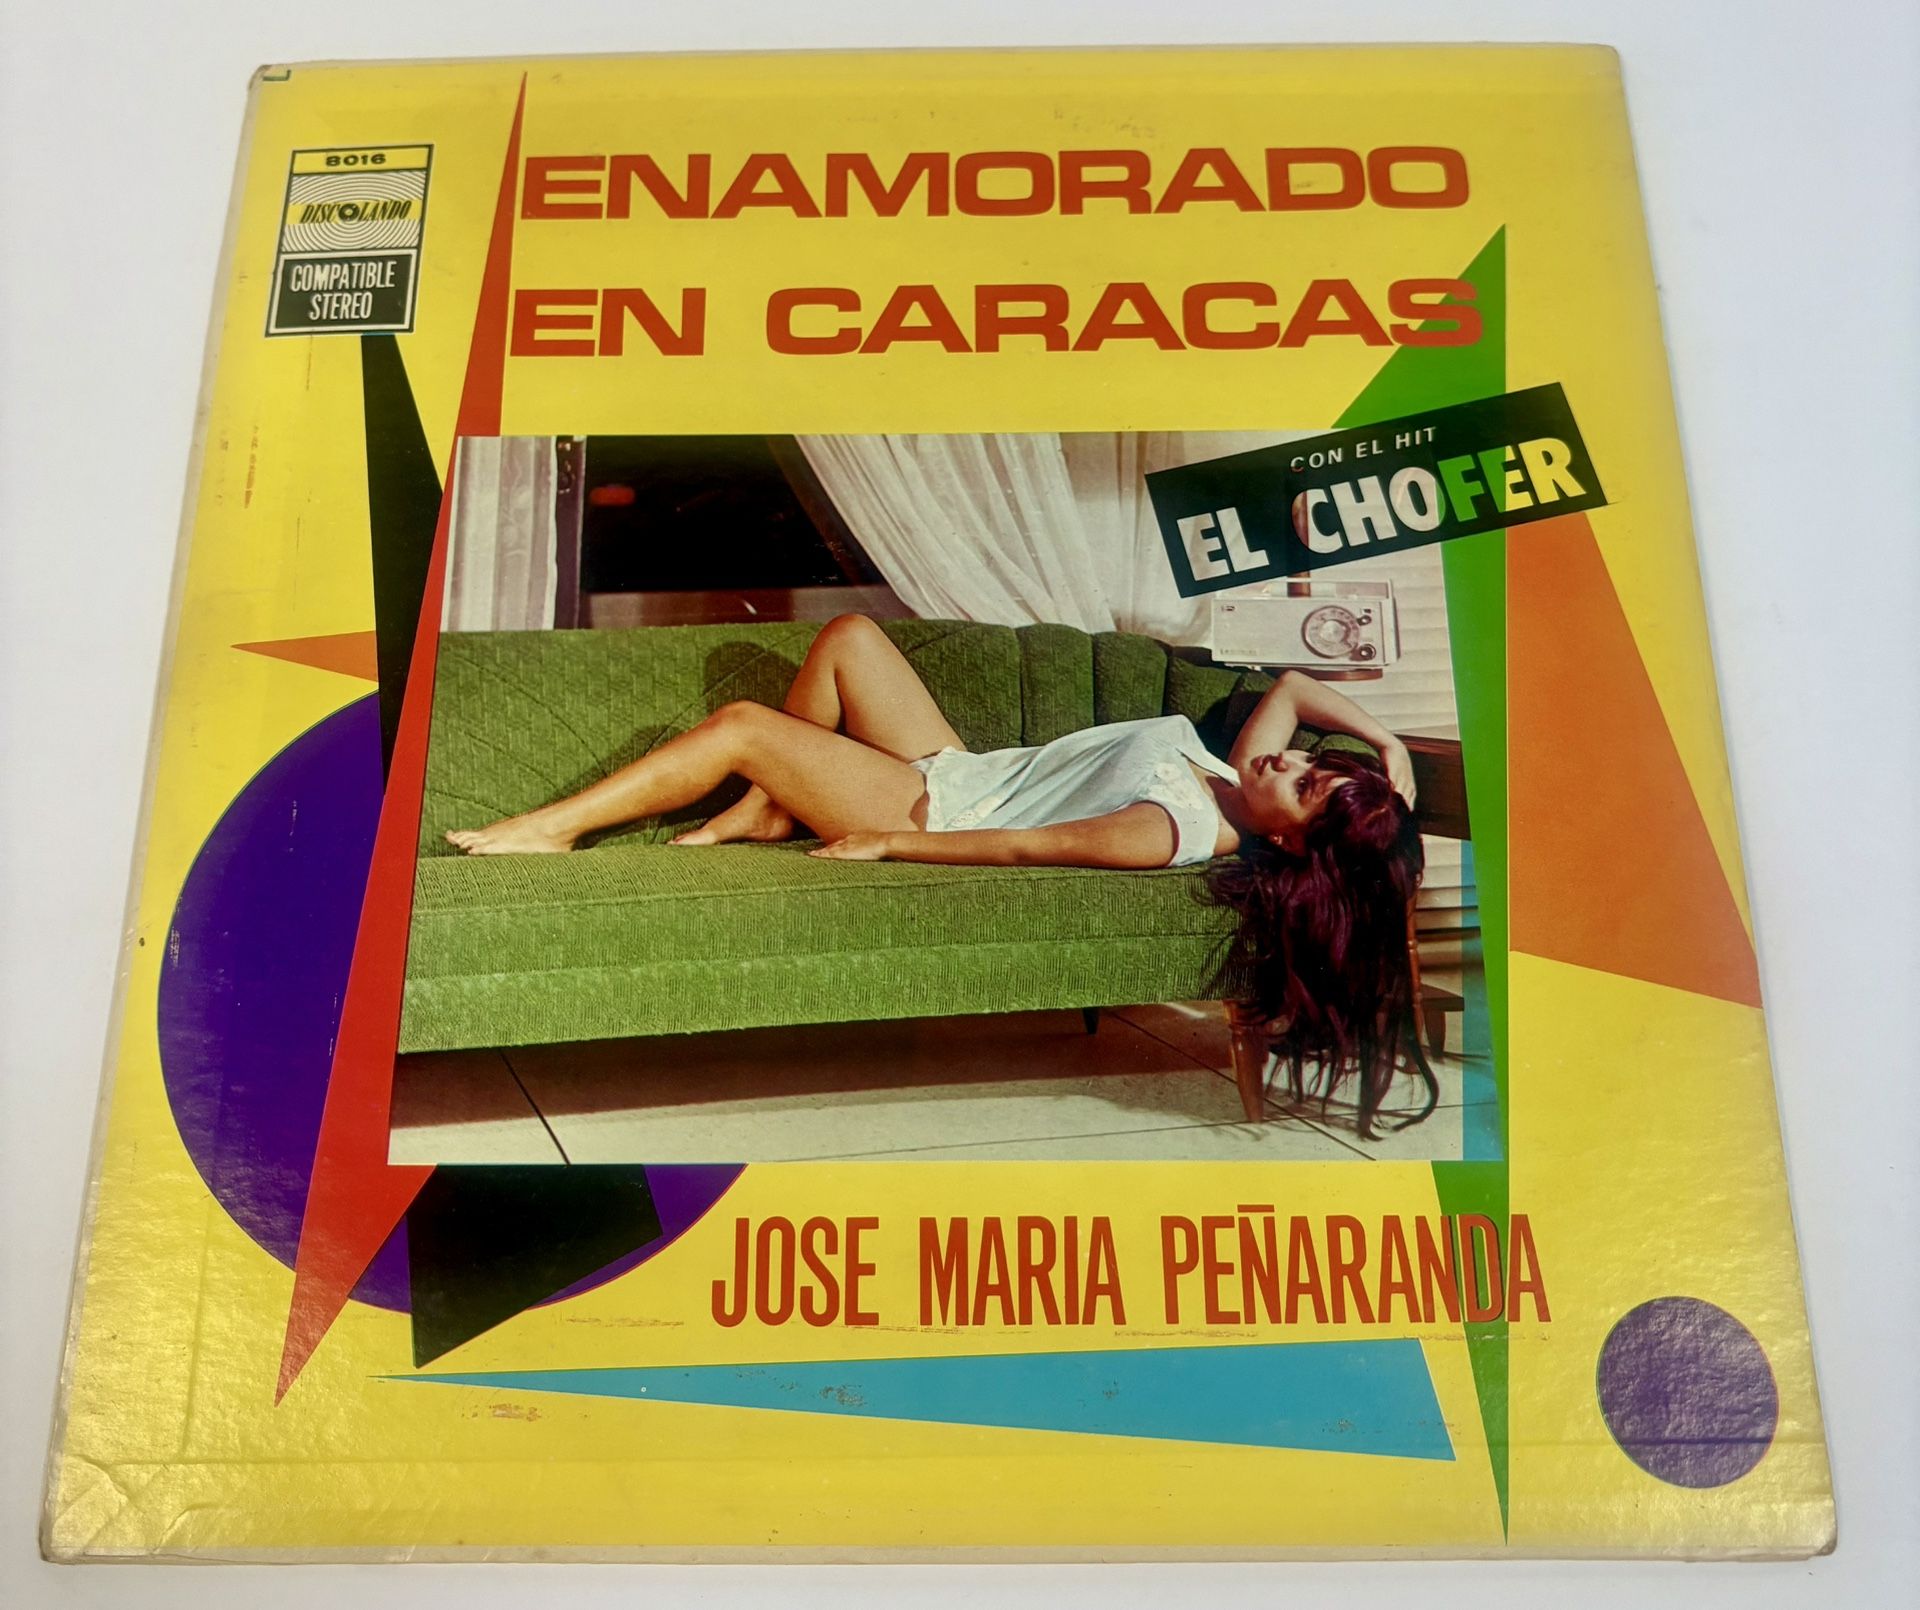 8016
DISCOLANDO
COMPATIBLE
STEREO
ENAMORADO
EN CARACAS
CON EL HIT
EL CHOFER
JOSE MARIA PEÑARANDA